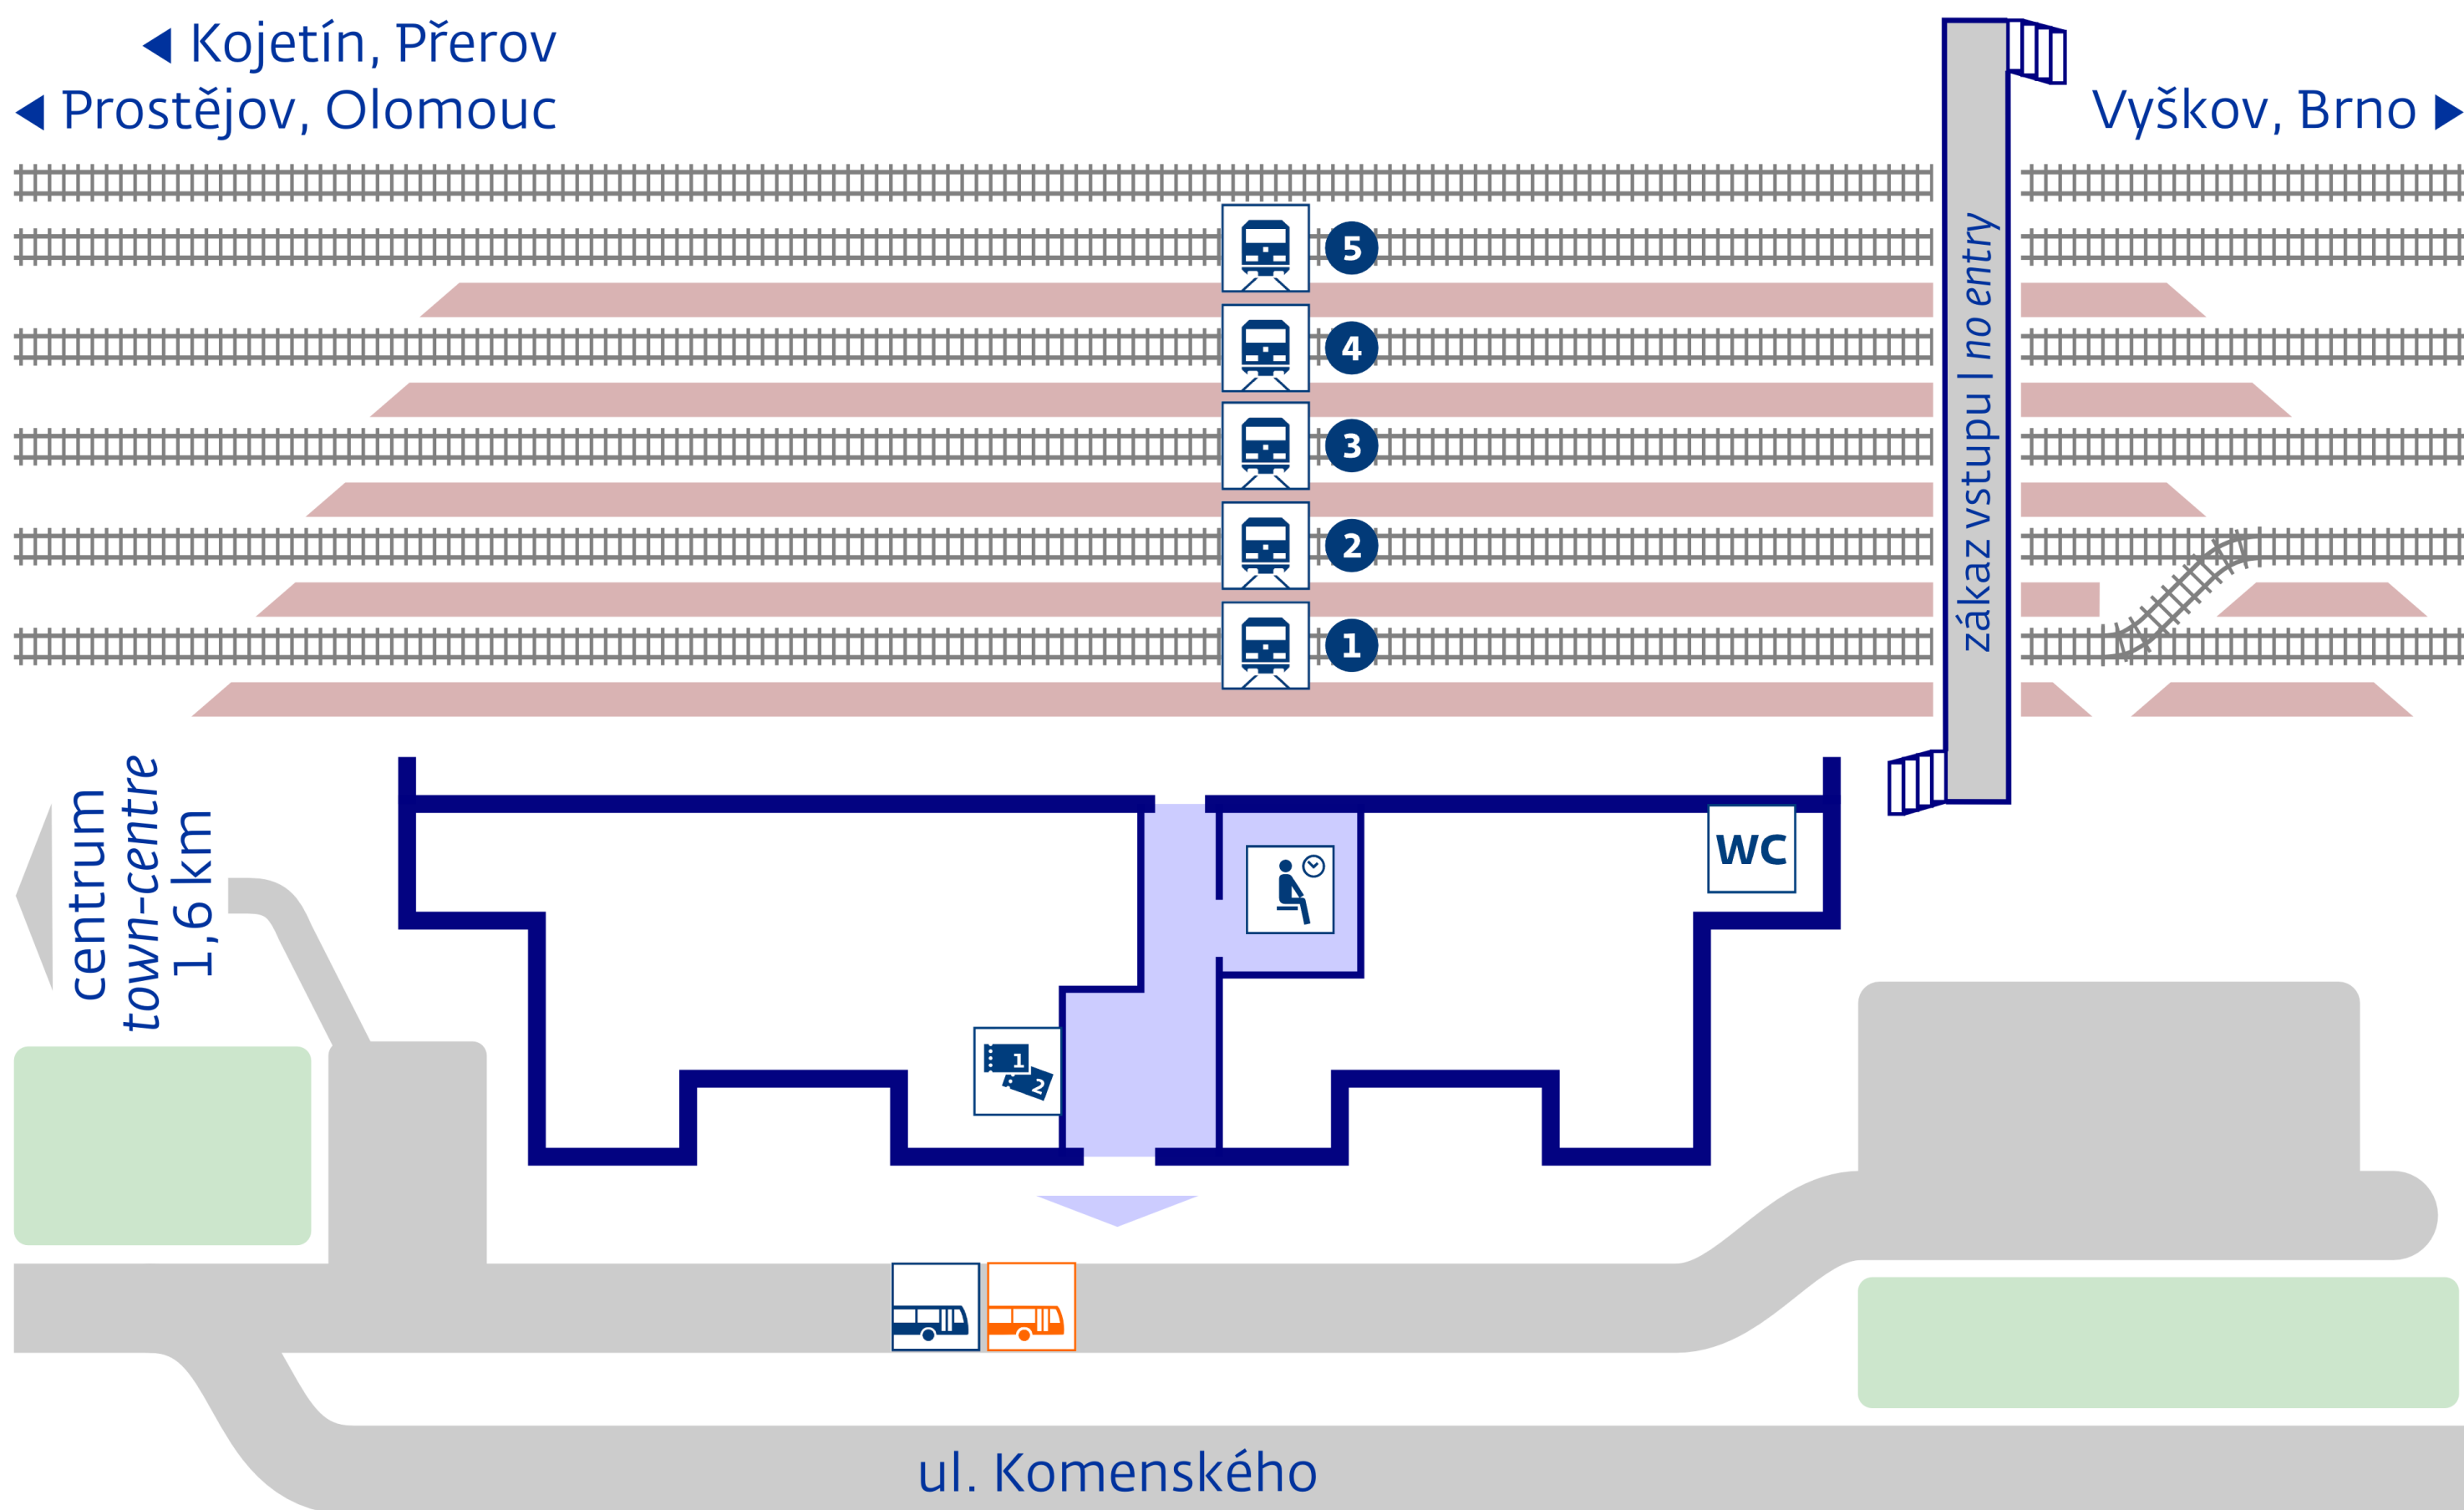 Kojetín, Přerov
Prostějov, Olomouc
Vyškov, Brno
zákaz vstupu | no entry
5
4
3
2
1
centrum
town-centre
1,6 km
WC
1
2
ul. Komenského